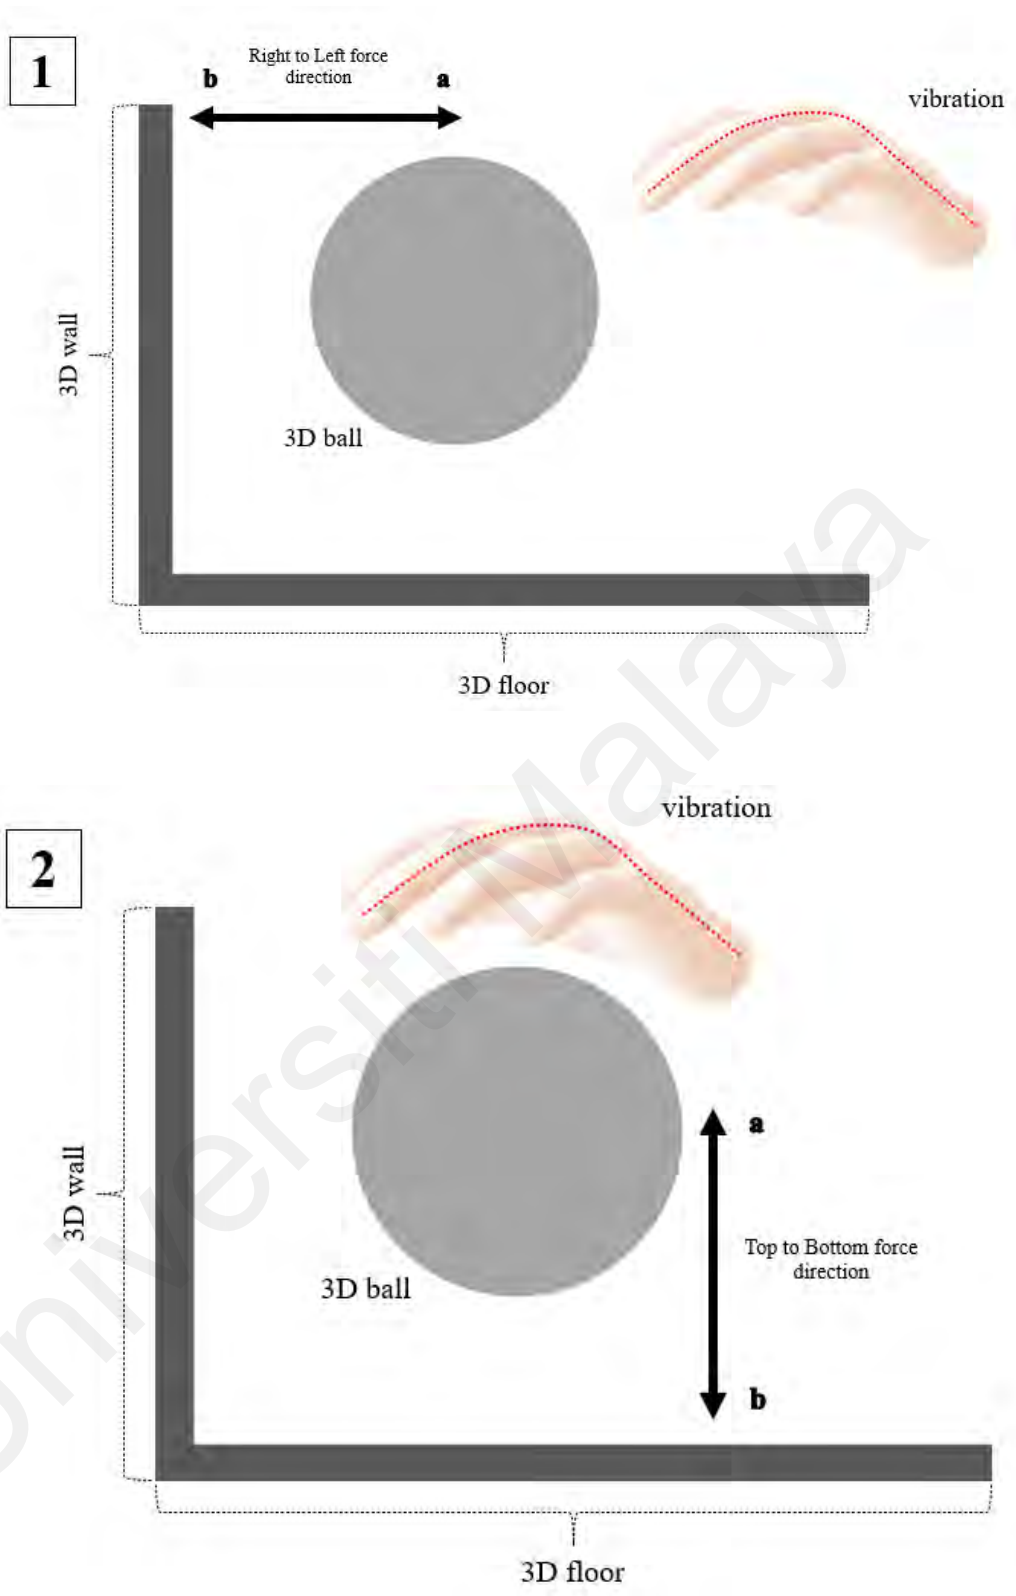 1
Right to Left force
direction
b
a
vibration
3D wall
3D ball
3D floor
vibration
2
a
3D wall
Top to Bottom force
direction
3D ball
b
3D floor
Universiti Malaya